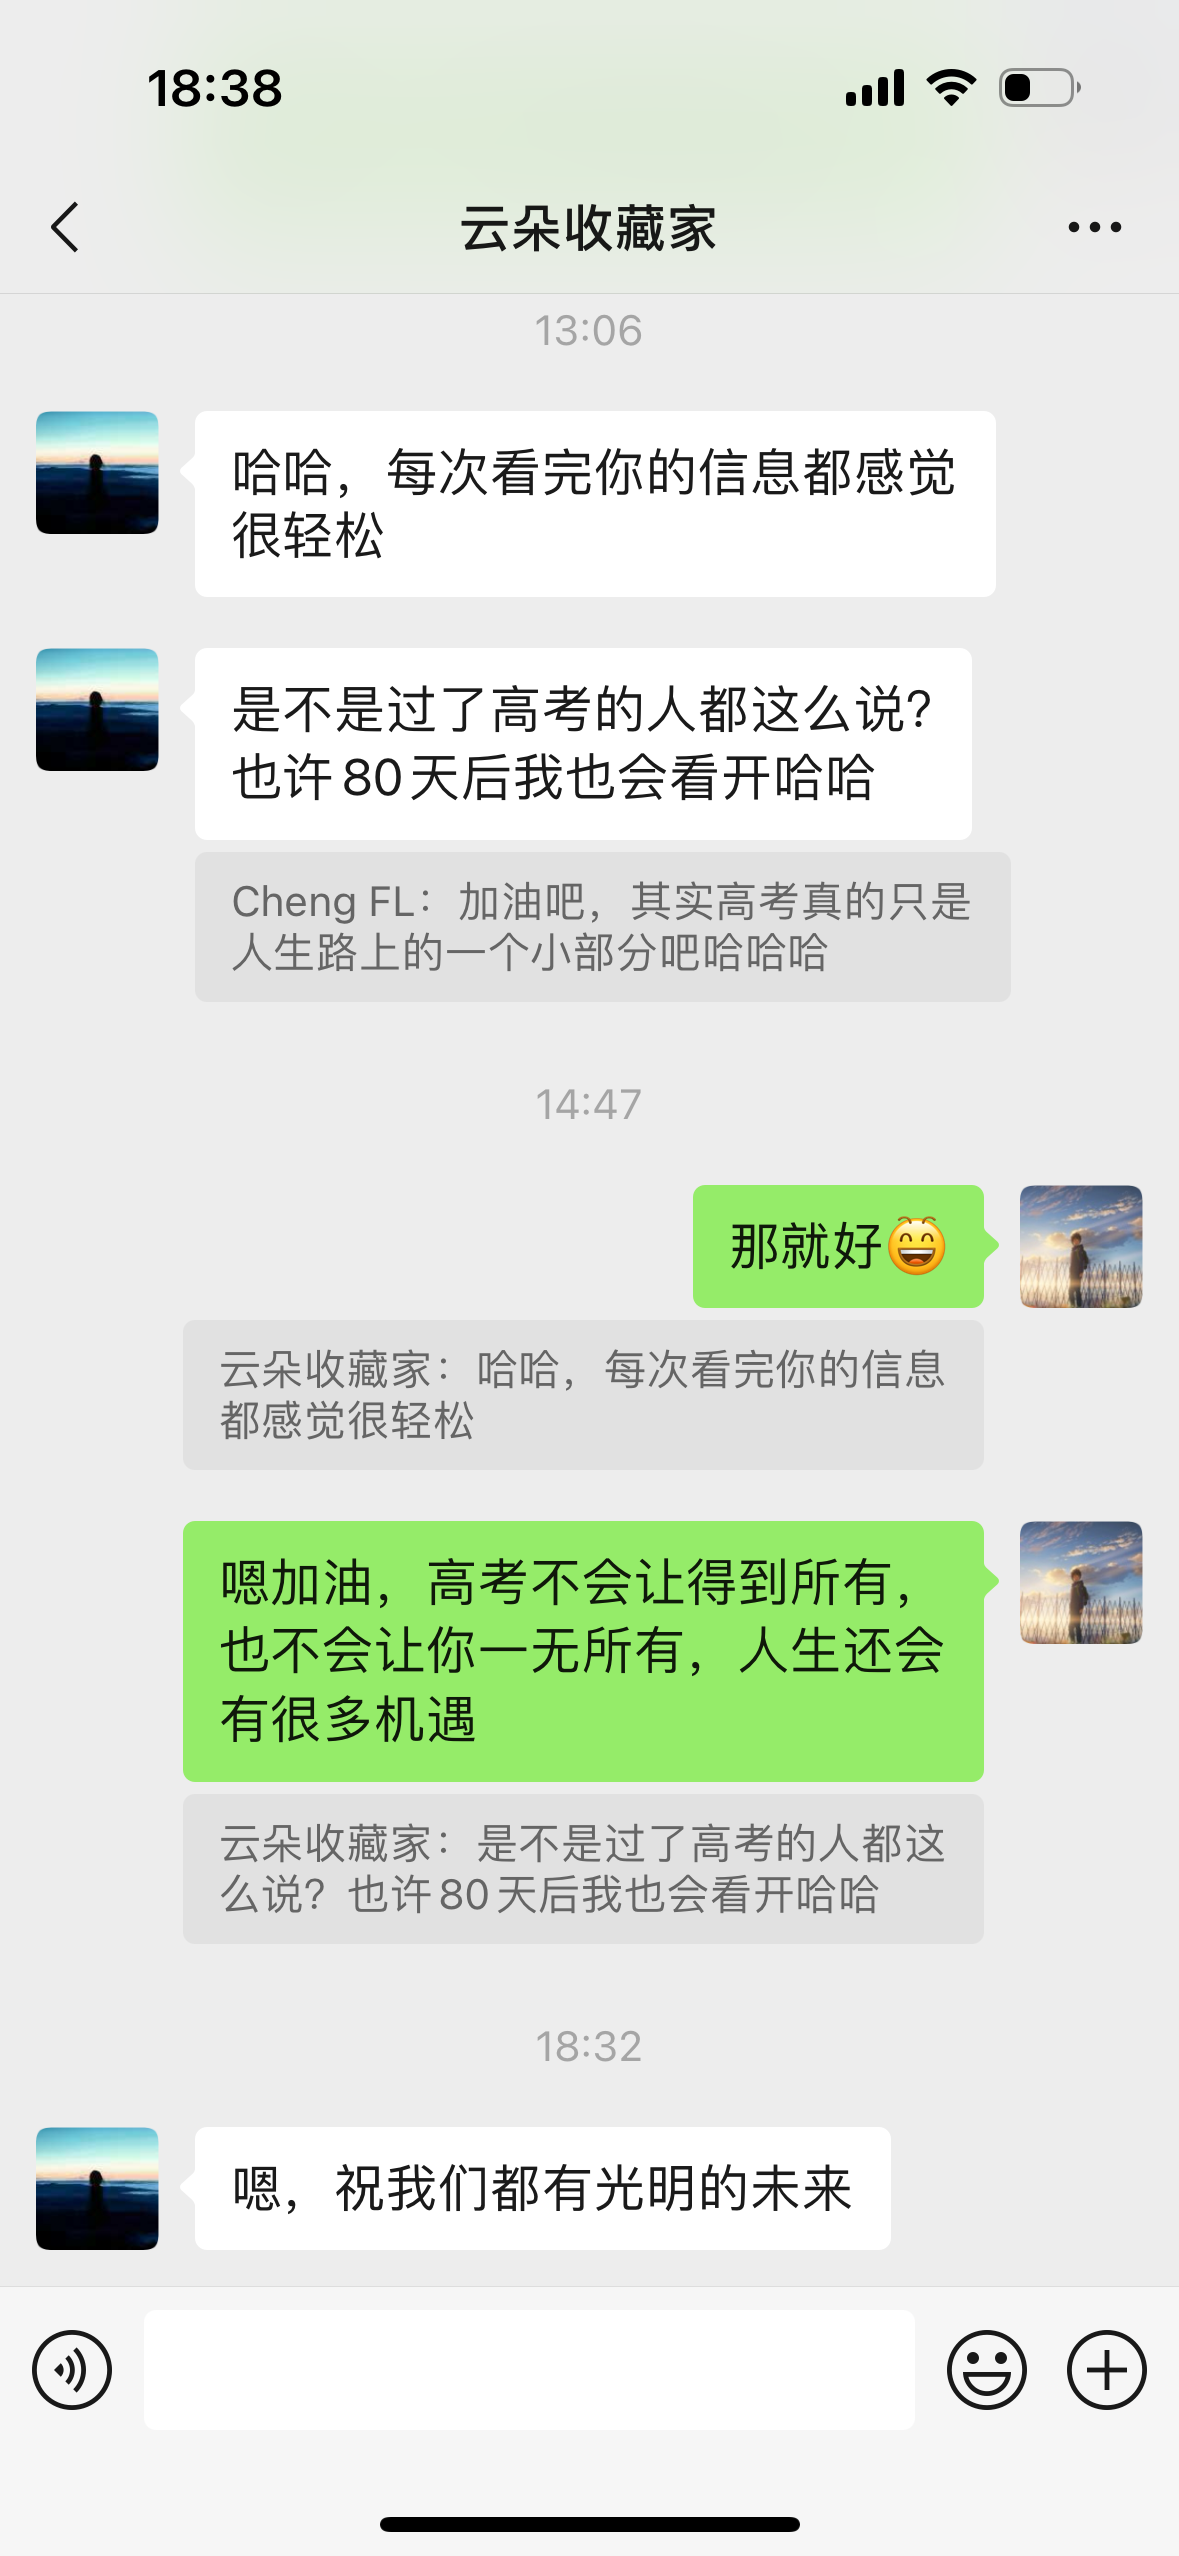 18:38
云朵收藏家
13:06
哈哈，每次看完你的信息都感觉
很轻松
是不是过了高考的人都这么说？
也许80天后我也会看开哈哈
Cheng FL：加油吧，其实高考真的只是
人生路上的一个小部分吧哈哈哈
14:47
那就好😄
云朵收藏家：哈哈，每次看完你的信息
都感觉很轻松
嗯加油，高考不会让得到所有，
也不会让你一无所有，人生还会
有很多机遇
云朵收藏家：是不是过了高考的人都这
么说？也许80天后我也会看开哈哈
18:32
嗯，祝我们都有光明的未来